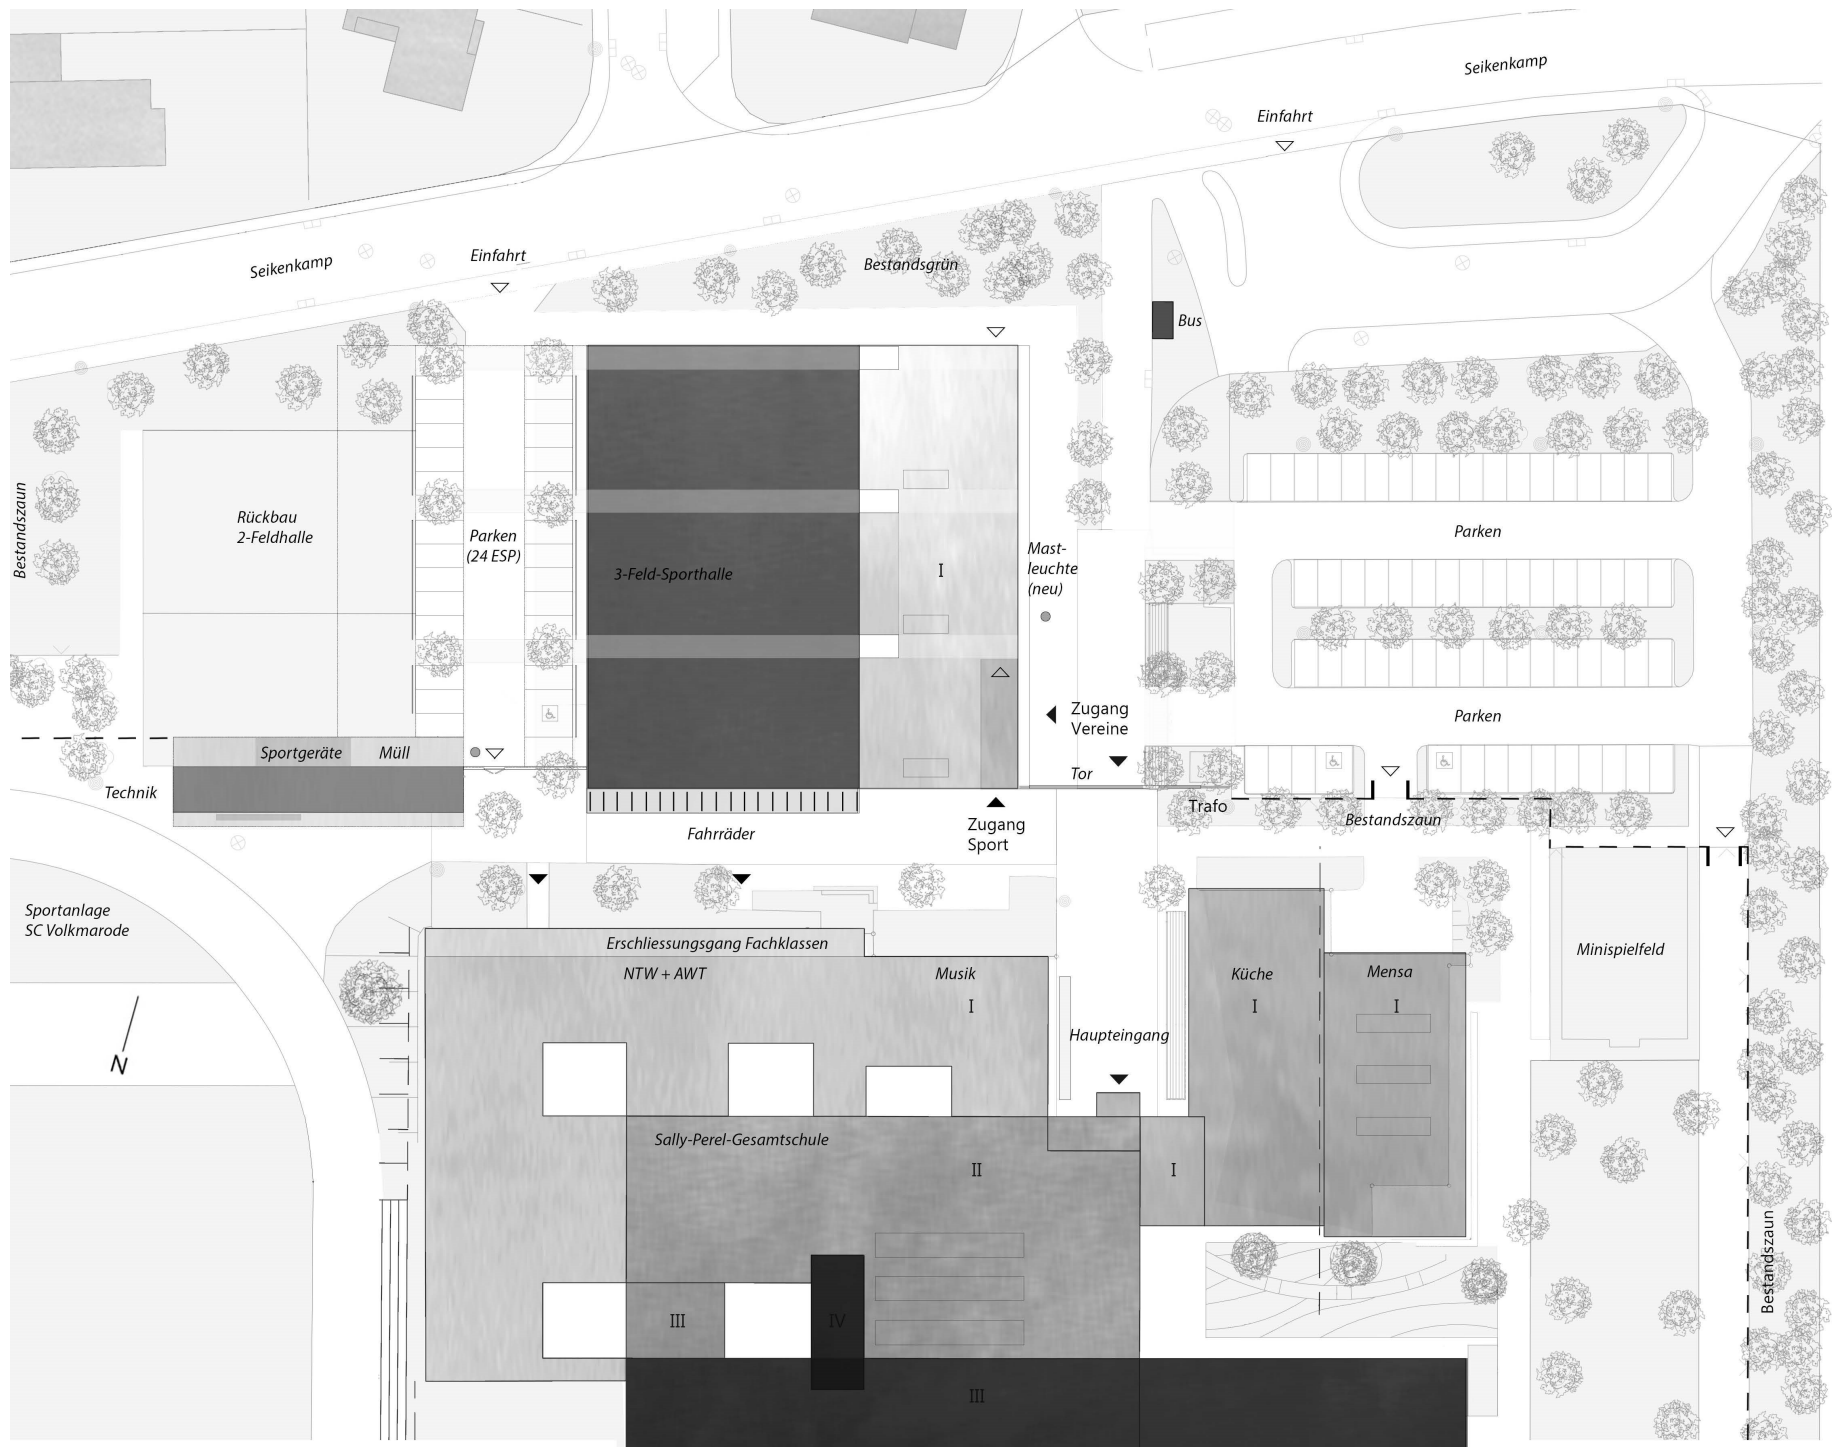 Seikenkamp
Einfahrt
Einfahrt
Seikenkamp
Bestandsgrün
Bus
Bestandszaun
Rückbau
2-Feldhalle
Parken
(24 ESP)
3-Feld-Sporthalle
I
Mast-
leuchte
(neu)
Parken
Zugang
Vereine
Parken
Sportgeräte
Müll
Tor
Technik
Trafo
Bestandszaun
Fahrräder
Zugang
Sport
Sportanlage
SC Volkmarode
Erschliessungsgang Fachklassen
NTW + AWT
Musik
I
Küche
I
Mensa
I
Minispielfeld
Haupteingang
N
Sally-Perel-Gesamtschule
II
I
Bestandszaun
III
IV
III